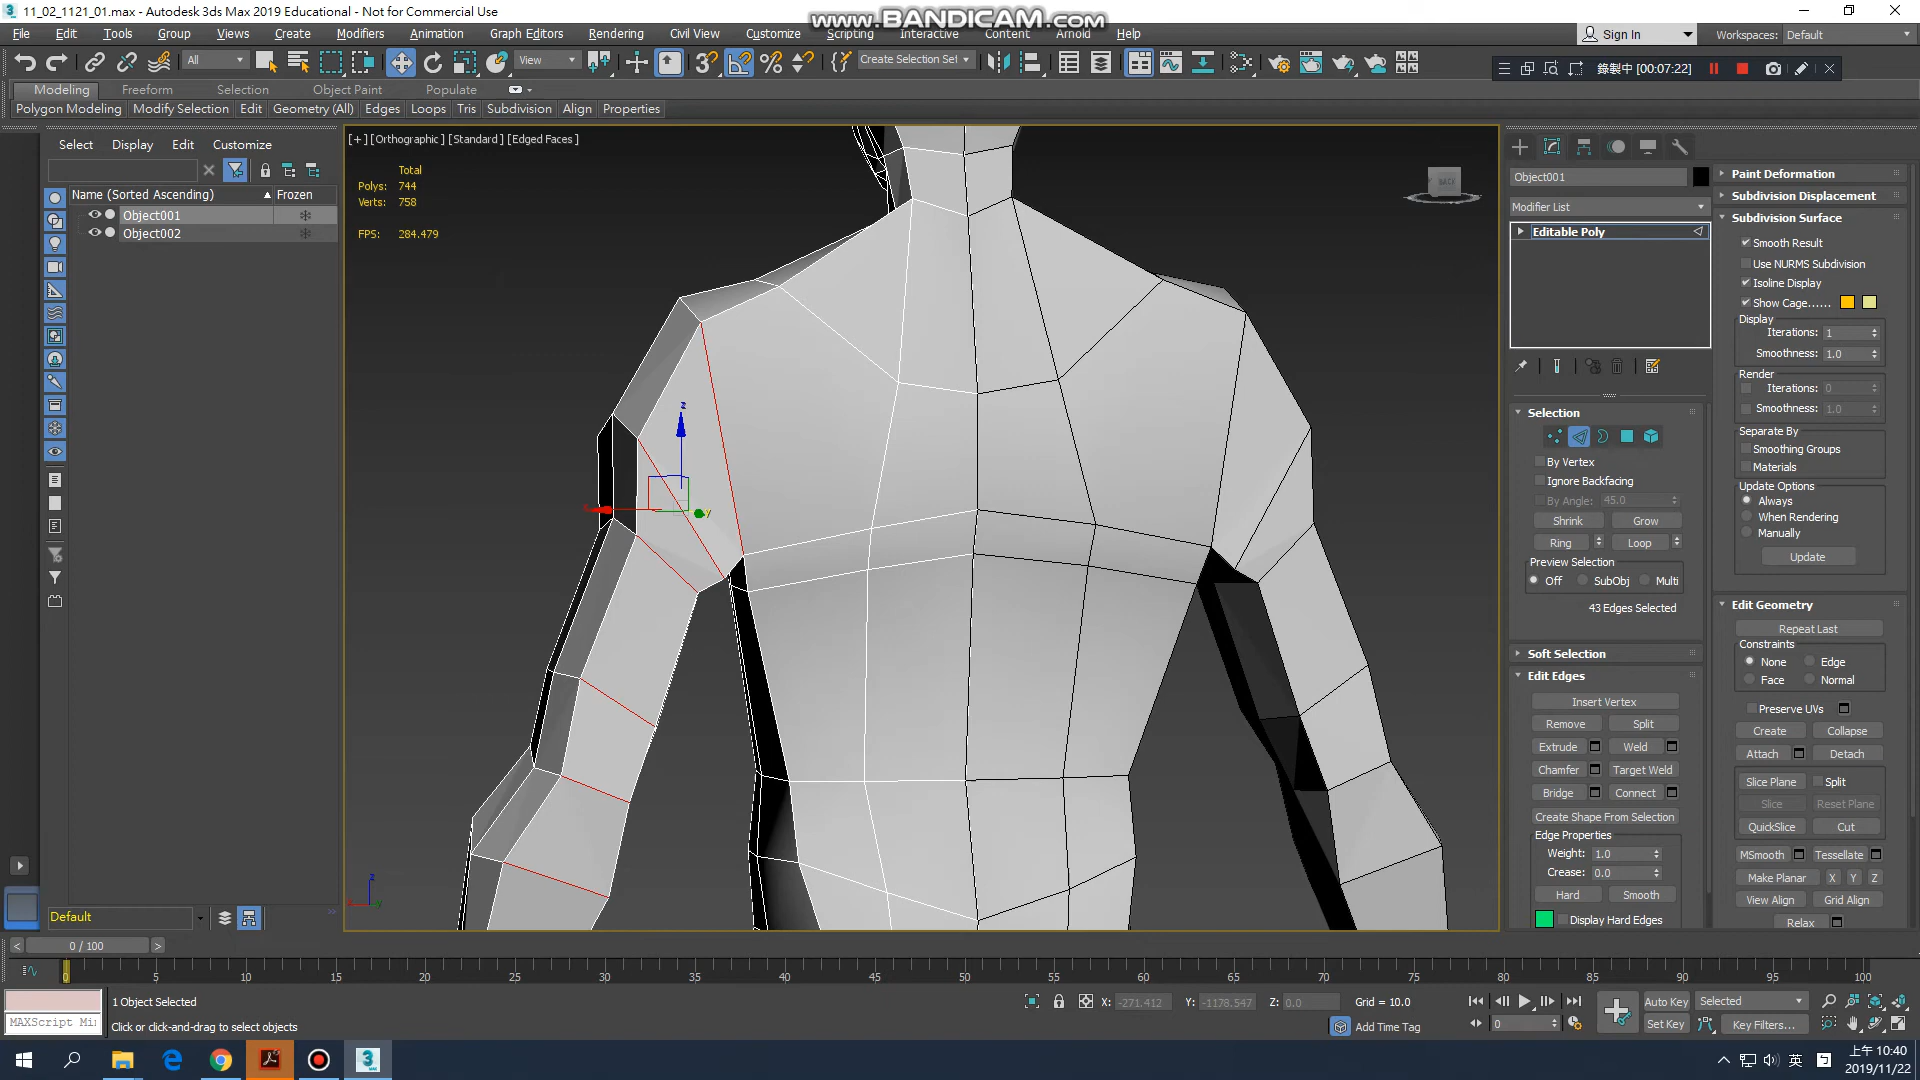 11_02_1121_01.max - Autodesk 3ds Max 2019 Educational - Not for Commercial Use
www.BANDICAM.com
File Edit Tools Group Views Create Modifiers Animation Graph Editors Rendering Civil View Customize Scripting Interactive Content Arnold Help
Sign In
Workspaces: Default
All
View
Create Selection Set
錄製中 [00:07:22]
Modeling Freeform Selection Object Paint Populate
Polygon Modeling Modify Selection Edit Geometry (All) Edges Loops Tris Subdivision Align Properties
Select Display Edit Customize
Name (Sorted Ascending) Frozen
Object001
Object002
[+] [Orthographic ] [Standard ] [Edged Faces ]
Total
Polys: 744
Verts: 758
FPS: 284.479
BACK
z
x
y
Object001
Modifier List
Editable Poly
Selection
By Vertex
Ignore Backfacing
By Angle: 45.0
Shrink Grow
Ring Loop
Preview Selection
Off SubObj Multi
43 Edges Selected
Soft Selection
Edit Edges
Insert Vertex
Remove Split
Extrude Weld
Chamfer Target Weld
Bridge Connect
Create Shape From Selection
Edge Properties
Weight: 1.0
Crease: 0.0
Hard Smooth
Display Hard Edges
Paint Deformation
Subdivision Displacement
Subdivision Surface
Smooth Result
Use NURMS Subdivision
Isoline Display
Show Cage......
Display
Iterations: 1
Smoothness: 1.0
Render
Iterations: 0
Smoothness: 1.0
Separate By
Smoothing Groups
Materials
Update Options
Always
When Rendering
Manually
Update
Edit Geometry
Repeat Last
Constraints
None Edge
Face Normal
Preserve UVs
Create Collapse
Attach Detach
Slice Plane Split
Slice Reset Plane
QuickSlice Cut
MSmooth Tessellate
Make Planar X Y Z
View Align Grid Align
Relax
Default
0 / 100
0 5 10 15 20 25 30 35 40 45 50 55 60 65 70 75 80 85 90 95 100
MAXScript Mi
1 Object Selected
Click or click-and-drag to select objects
X: -271.412 Y: -1178.547 Z: 0.0 Grid = 10.0
Add Time Tag
0
Auto Key Selected
Set Key Key Filters...
英
上午 10:40
2019/11/22